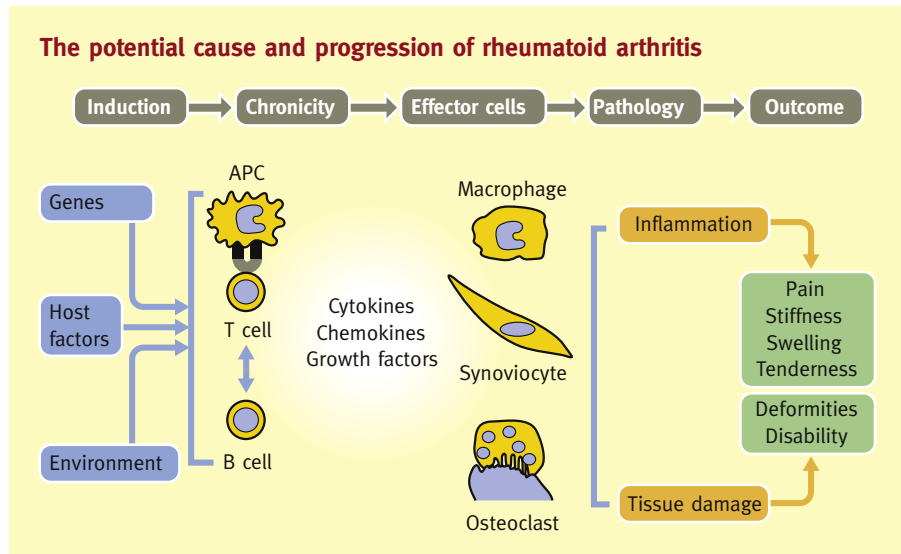 The potential cause and progression of rheumatoid arthritis
Induction
Chronicity
Effector cells
Pathology
Outcome
Genes
Host
factors
Environment
APC
T cell
B cell
Cytokines
Chemokines
Growth factors
Macrophage
Synoviocyte
Osteoclast
Inflammation
Tissue damage
Pain
Stiffness
Swelling
Tenderness
Deformities
Disability